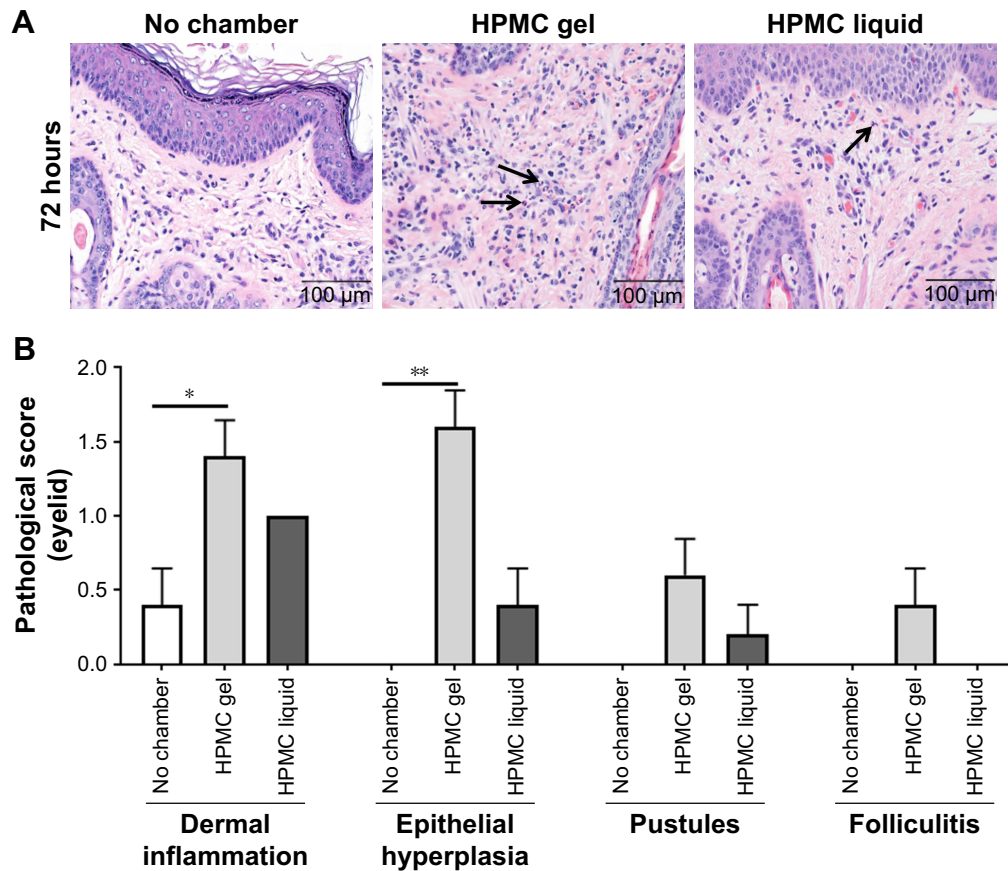 A
No chamber
HPMC gel
HPMC liquid
72 hours
100 µm
100 µm
100 µm
B
Pathological score
(eyelid)
2.0
1.5
1.0
0.5
0.0
*
**
No chamber
HPMC gel
HPMC liquid
No chamber
HPMC gel
HPMC liquid
No chamber
HPMC gel
HPMC liquid
No chamber
HPMC gel
HPMC liquid
Dermal
inflammation
Epithelial
hyperplasia
Pustules
Folliculitis